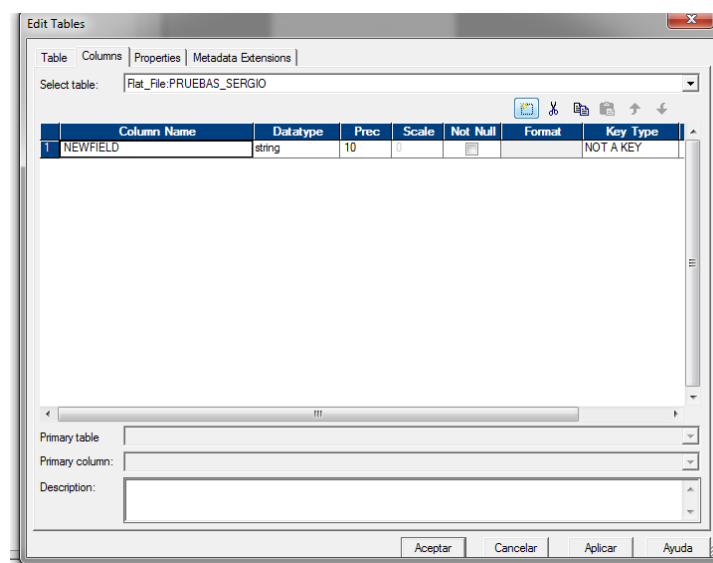 Edit Tables
Table Columns Properties Metadata Extensions
Select table: Flat_File:PRUEBAS_SERGIO
Column Name Datatype Prec Scale Not Null Format Key Type
1 NEWFIELD string 10 0 NOT A KEY
Primary table
Primary column:
Description:
Aceptar Cancelar Aplicar Ayuda